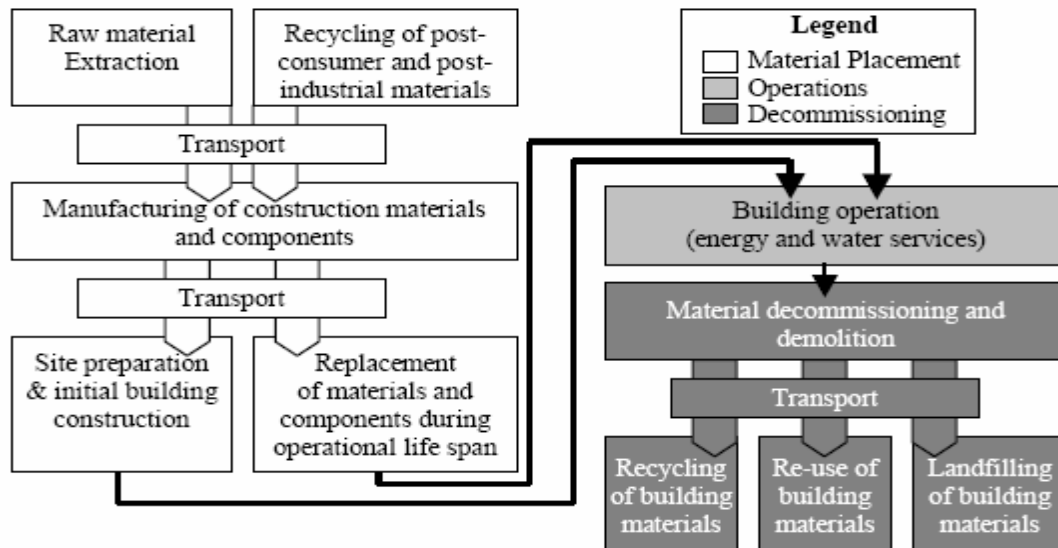 Raw material
Extraction
Recycling of post-
consumer and post-
industrial materials
Legend
Material Placement
Operations
Decommissioning
Transport
Manufacturing of construction materials
and components
Building operation
(energy and water services)
Transport
Material decommissioning and
demolition
Site preparation
& initial building
construction
Replacement
of materials and
components during
operational life span
Transport
Recycling
of building
materials
Re-use of
building
materials
Landfilling
of building
materials